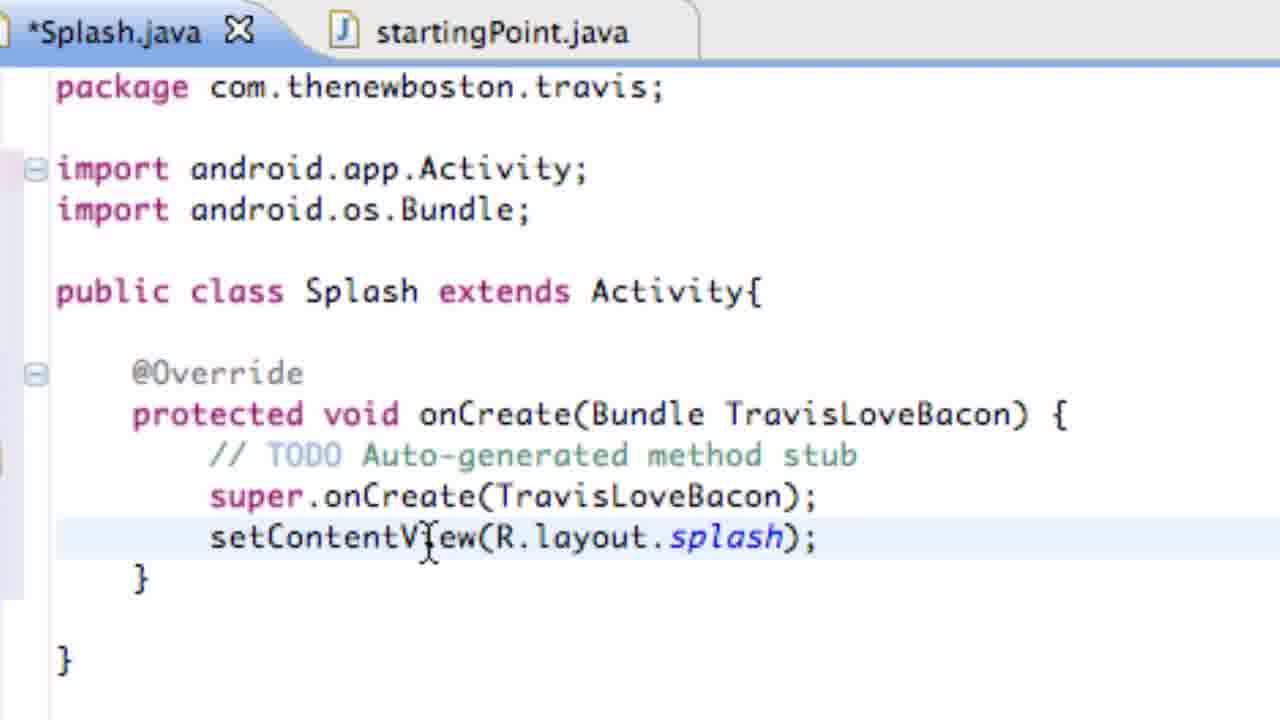 *Splash.java startingPoint.java
package com.thenewboston.travis;
import android.app.Activity;
import android.os.Bundle;
public class Splash extends Activity{
@Override
protected void onCreate(Bundle TravisLoveBacon) {
// TODO Auto-generated method stub
super.onCreate(TravisLoveBacon);
setContentView(R.layout.splash);
}
}